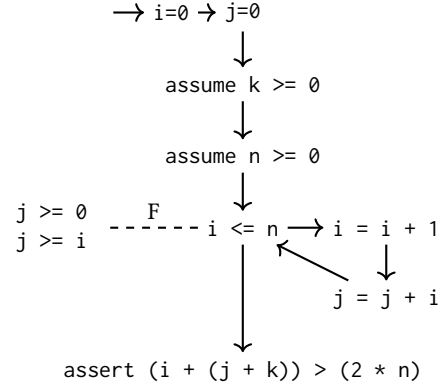 i=0 j=0
assume k >= 0
assume n >= 0
j >= 0
j >= i
F
i <= n
i = i + 1
j = j + i
assert (i + (j + k)) > (2 * n)